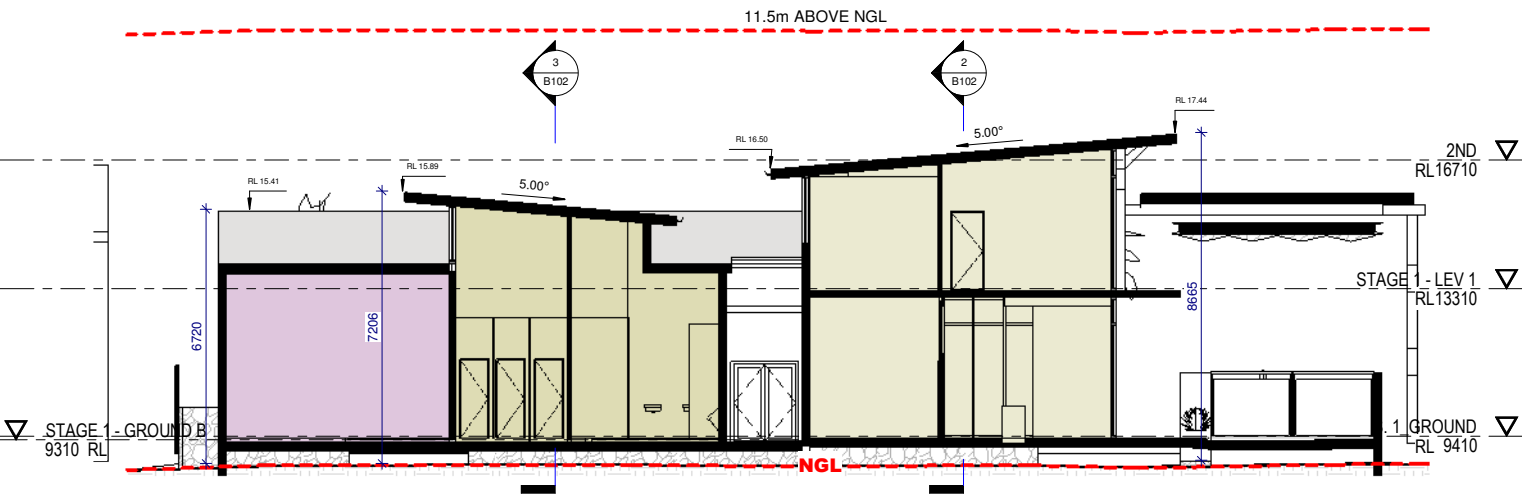 11.5m ABOVE NGL
3
B102
2
B102
RL 17.44
RL 16.50
5.00°
2ND
RL16710
RL 15.89
RL 15.41
5.00°
STAGE 1 - LEV 1
RL13310
8665
6720
7206
STAGE 1 - GROUND B
9310 RL
. 1 GROUND
RL 9410
NGL